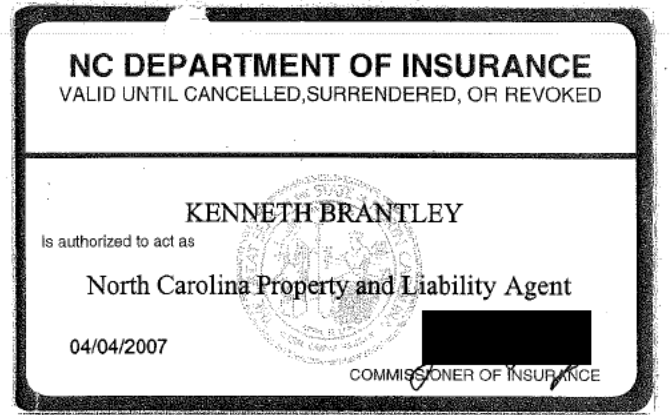 NC DEPARTMENT OF INSURANCE
VALID UNTIL CANCELLED,SURRENDERED, OR REVOKED
KENNETH BRANTLEY
Is authorized to act as
North Carolina Property and Liability Agent
04/04/2007
COMMISSIONER OF INSURANCE